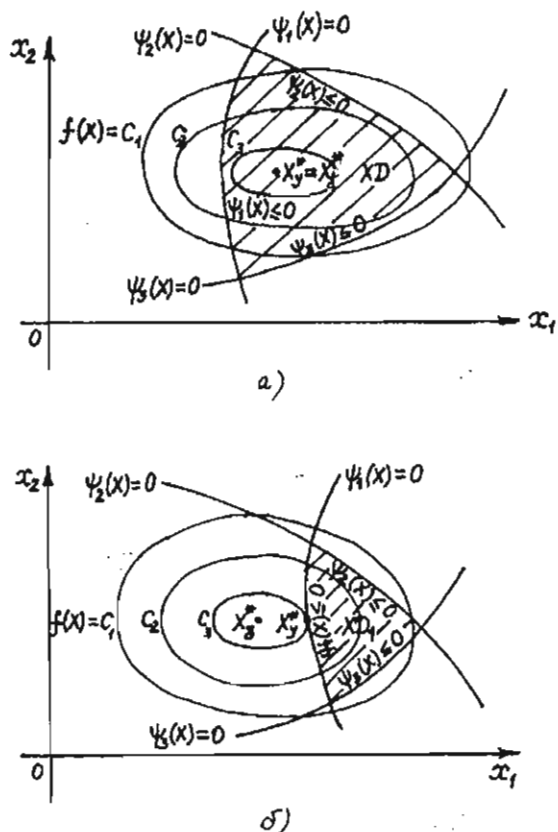 ψ₂(X)=0 ψ₁(X)=0
x₂
ψ₂(X)≤0
f(X)=C₁ C₂ C₃
X*y=X*g XD
ψ₁(X)≤0
ψ₃(X)≤0
ψ₃(X)=0
0 x₁
а)
x₂ ψ₂(X)=0 ψ₁(X)=0
ψ₂(X)≤0
f(X)=C₁ C₂ C₃ X*g X*y ψ₁(X)≤0 XD₁
ψ₃(X)≤0
ψ₃(X)=0
0 x₁
б)